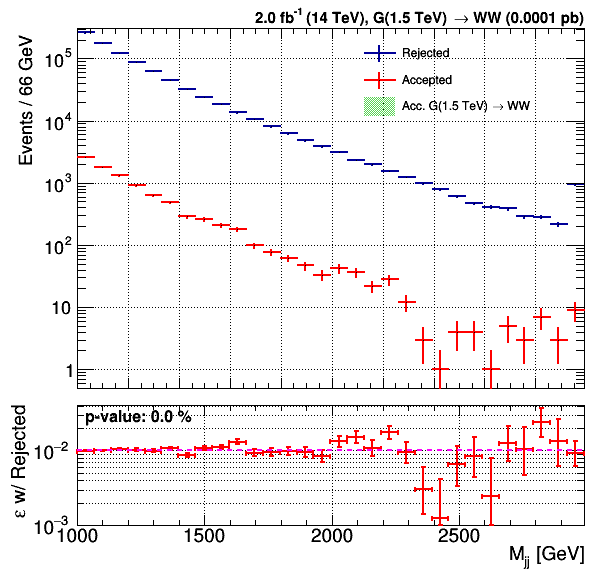 2.0 fb⁻¹ (14 TeV), G(1.5 TeV) → WW (0.0001 pb)
Events / 66 GeV
10⁵
10⁴
10³
10²
10
1
Rejected
Accepted
Acc. G(1.5 TeV) → WW
p-value: 0.0 %
ε w/ Rejected
10⁻²
10⁻³
1000 1500 2000 2500
M_jj [GeV]